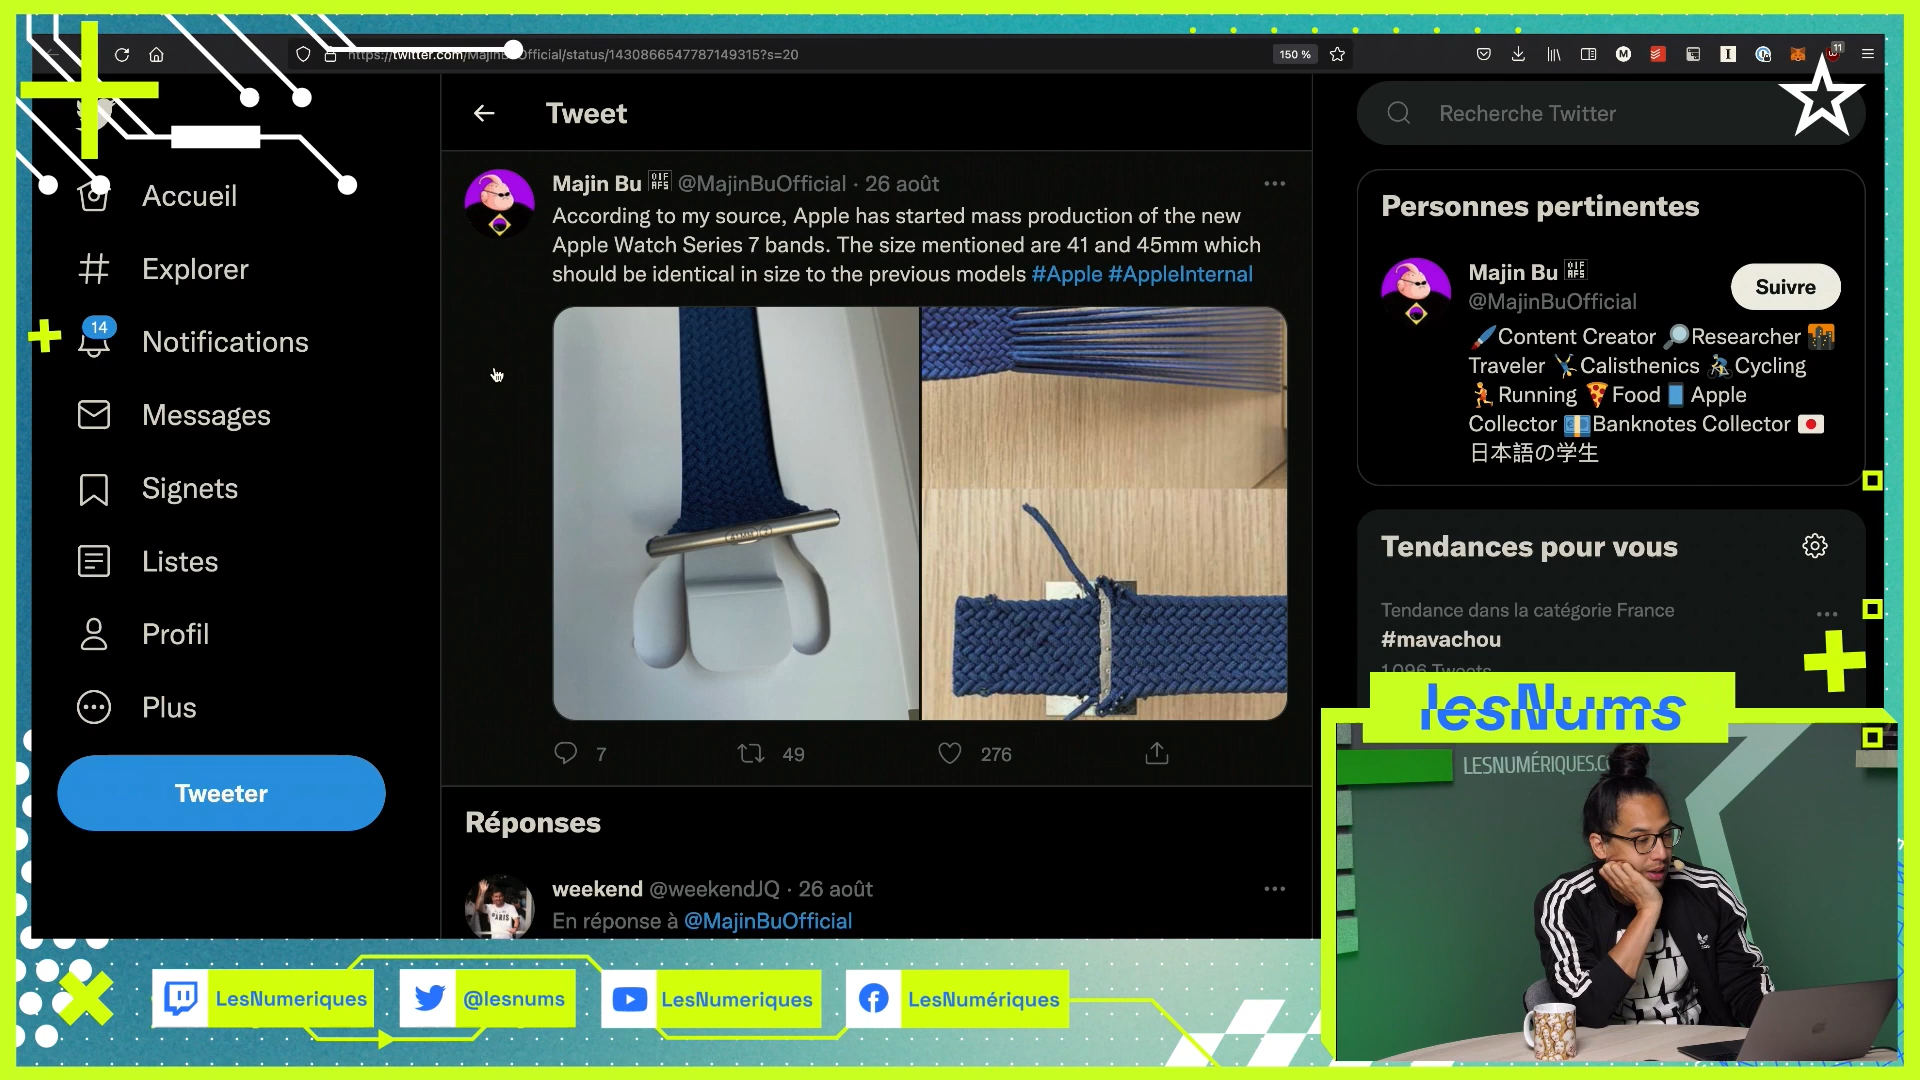 https://twitter.com/MajinBuOfficial/status/1430866547787149315?s=20
150 %
11
Tweet
Recherche Twitter
Accueil
Explorer
14
Notifications
Messages
Signets
Listes
Profil
Plus
Tweeter
Majin Bu @MajinBuOfficial · 26 août
According to my source, Apple has started mass production of the new
Apple Watch Series 7 bands. The size mentioned are 41 and 45mm which
should be identical in size to the previous models #Apple #AppleInternal
7
49
276
Réponses
weekend @weekendJQ · 26 août
En réponse à @MajinBuOfficial
Personnes pertinentes
Majin Bu
@MajinBuOfficial
Suivre
Content Creator Researcher
Traveler Calisthenics Cycling
Running Food Apple
Collector Banknotes Collector
日本語の学生
Tendances pour vous
Tendance dans la catégorie France
#mavachou
1 096 Tweets
lesNums
LESNUMÉRIQUES.C
LesNumeriques
@lesnums
LesNumeriques
LesNumériques